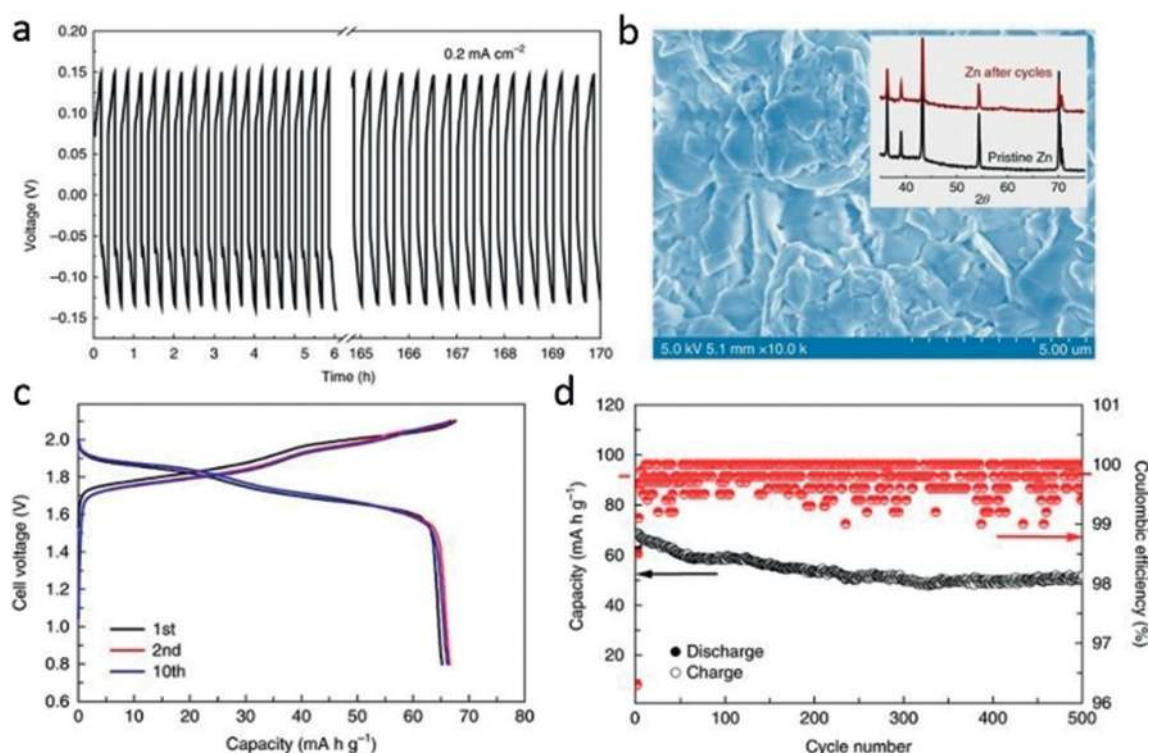 a
0.2 mA cm⁻²
0.20
0.15
0.10
0.05
0.00
−0.05
−0.10
−0.15
Voltage (V)
0 1 2 3 4 5 6 165 166 167 168 169 170
Time (h)
b
Zn after cycles
Pristine Zn
40 50 60 70
2θ
5.0 kV 5.1 mm ×10.0 k 5.00 um
c
2.0
1.8
1.6
1.4
1.2
1.0
0.8
0.6
Cell voltage (V)
1st
2nd
10th
0 10 20 30 40 50 60 70 80
Capacity (mA h g⁻¹)
d
120
100
80
60
40
20
0
Capacity (mA h g⁻¹)
Discharge
Charge
101
100
99
98
97
96
Coulombic efficiency (%)
0 100 200 300 400 500
Cycle number